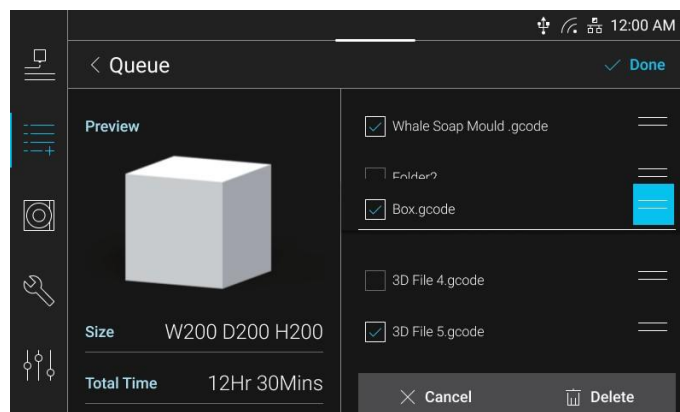 12:00 AM
Queue
Done
Preview
Size W200 D200 H200
Total Time 12Hr 30Mins
Whale Soap Mould .gcode
Folder2
Box.gcode
3D File 4.gcode
3D File 5.gcode
Cancel
Delete